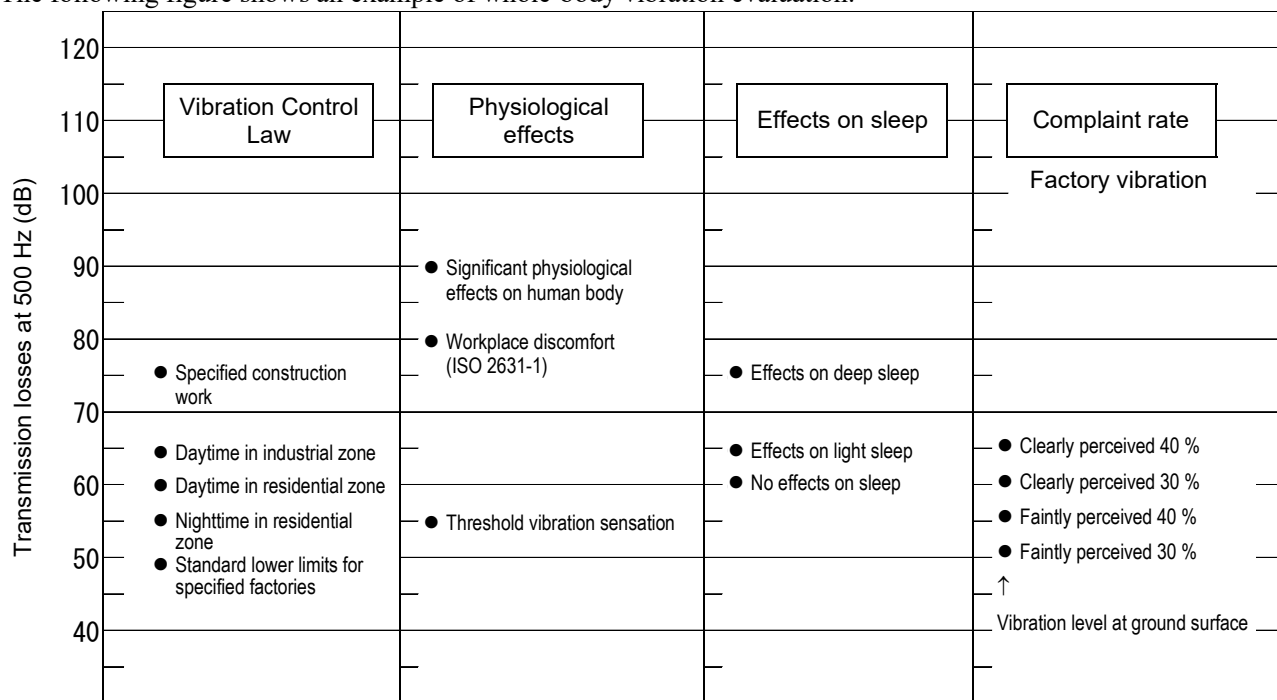 The following figure shows an example of whole-body vibration evaluation.
Transmission losses at 500 Hz (dB)
120
110
100
90
80
70
60
50
40
Vibration Control
Law
● Specified construction
work
● Daytime in industrial zone
● Daytime in residential zone
● Nighttime in residential
zone
● Standard lower limits for
specified factories
Physiological
effects
● Significant physiological
effects on human body
● Workplace discomfort
(ISO 2631-1)
● Threshold vibration sensation
Effects on sleep
● Effects on deep sleep
● Effects on light sleep
● No effects on sleep
Complaint rate
Factory vibration
● Clearly perceived 40 %
● Clearly perceived 30 %
● Faintly perceived 40 %
● Faintly perceived 30 %
↑
Vibration level at ground surface